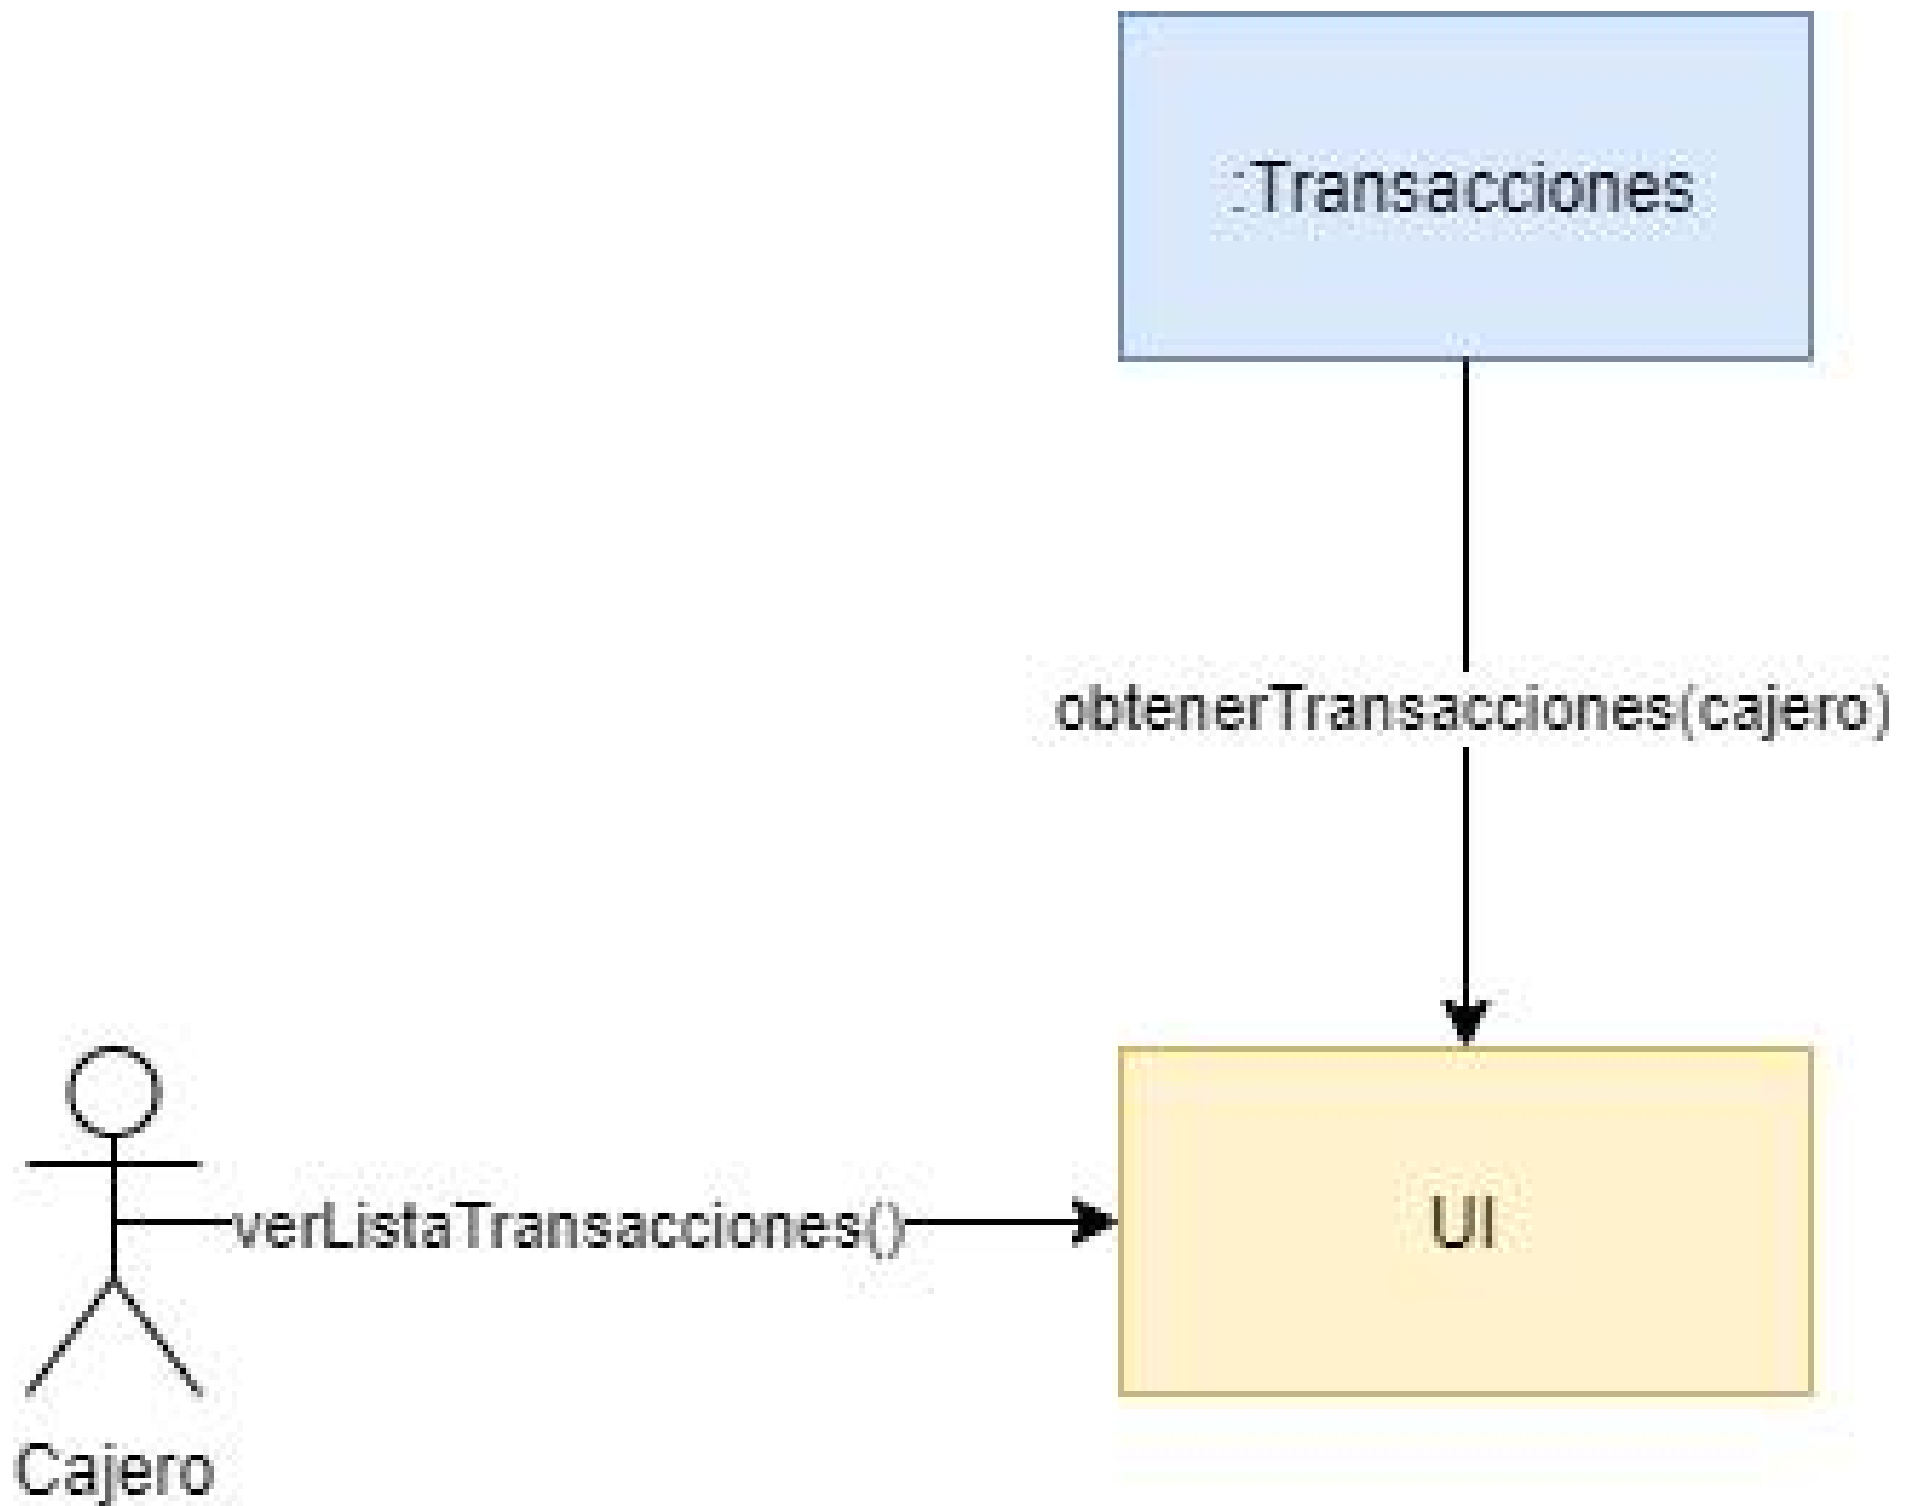 :Transacciones
obtenerTransacciones(cajero)
verListaTransacciones()
UI
Cajero